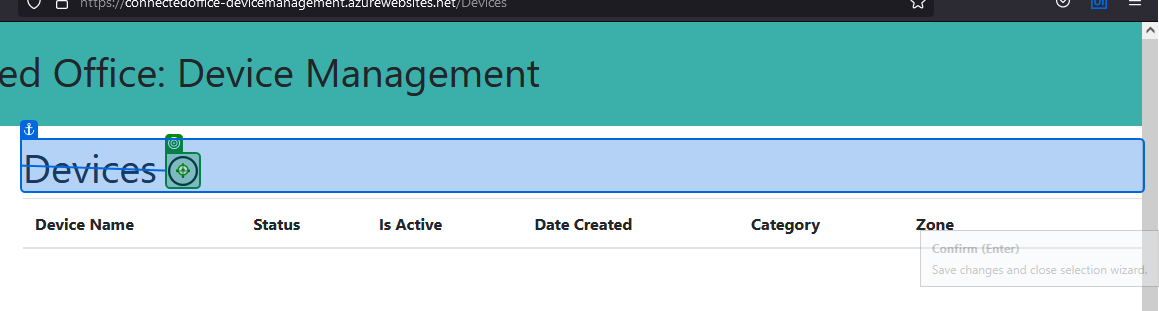 https://connectedoffice-devicemanagement.azurewebsites.net/Devices
ed Office: Device Management
Devices
Device Name Status Is Active Date Created Category Zone
Confirm (Enter)
Save changes and close selection wizard.